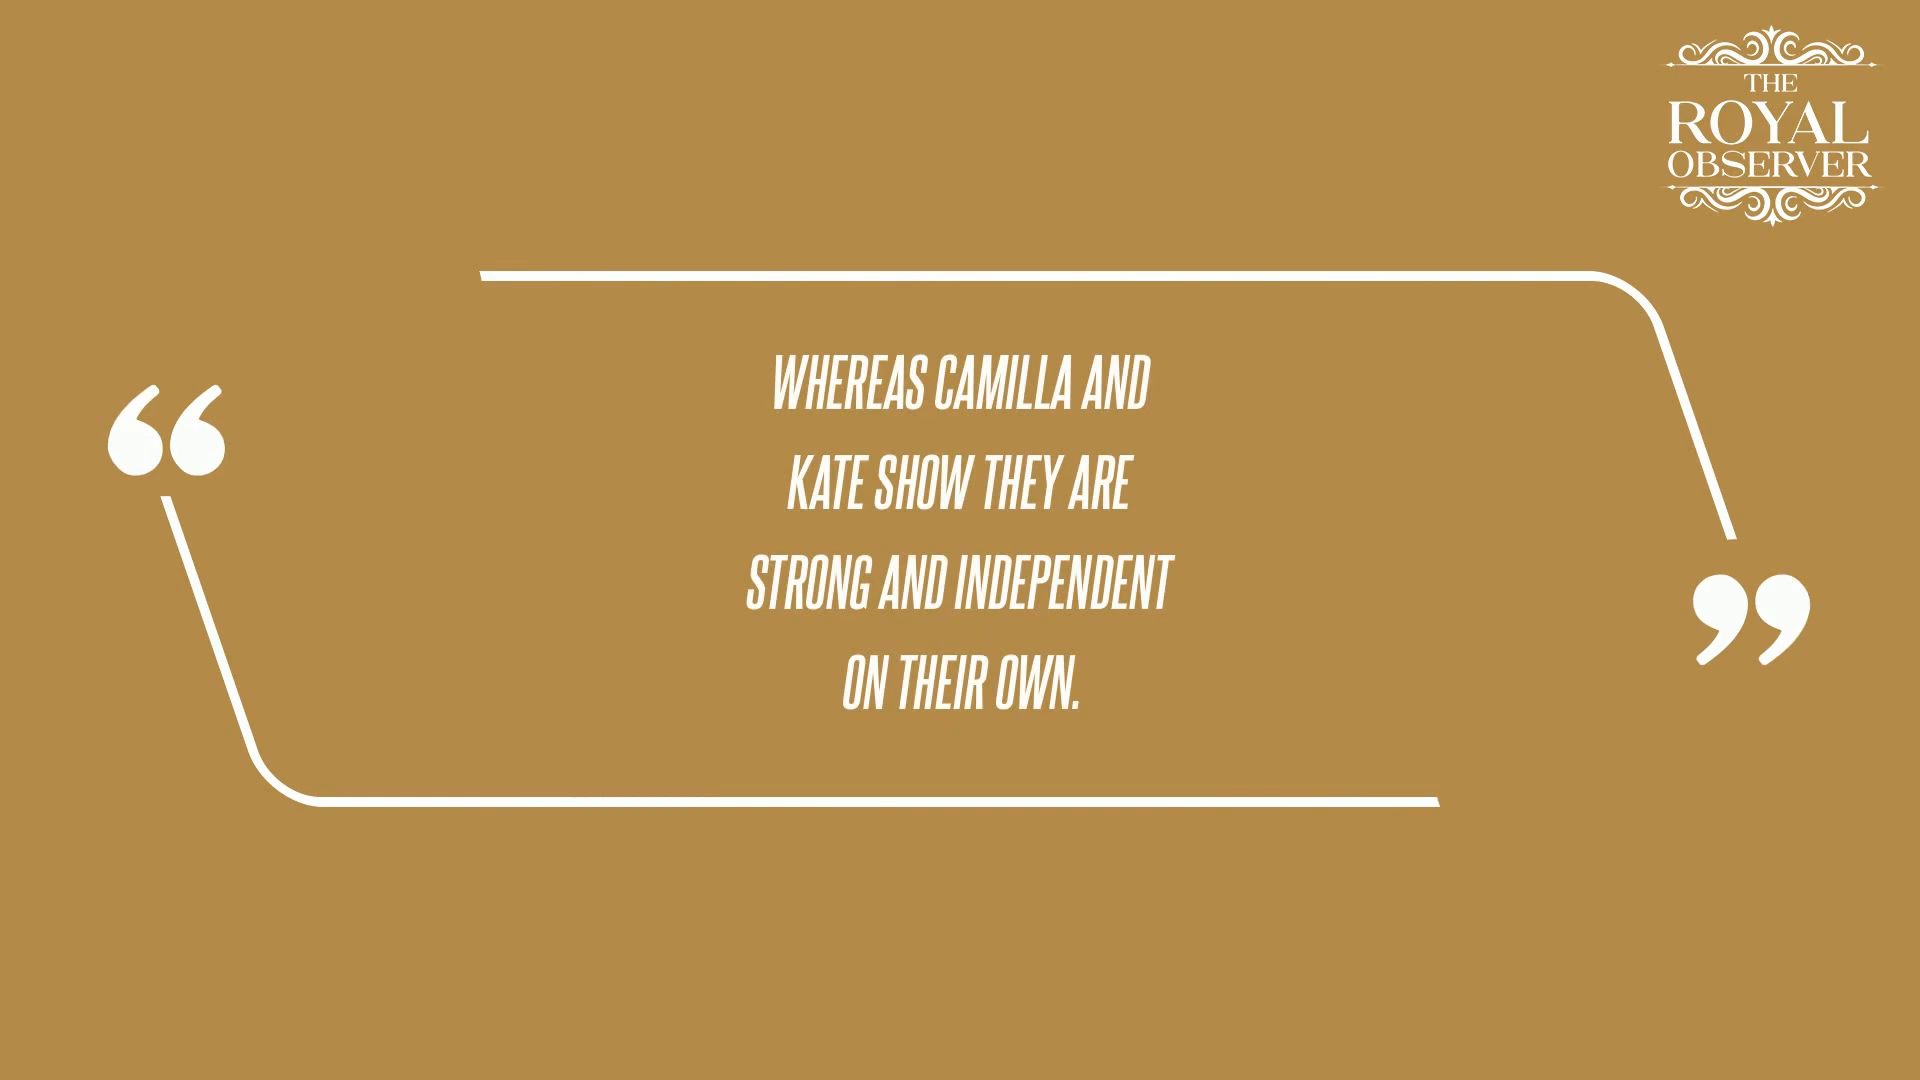 THE
ROYAL
OBSERVER
“
WHEREAS CAMILLA AND
KATE SHOW THEY ARE
STRONG AND INDEPENDENT
ON THEIR OWN.
”